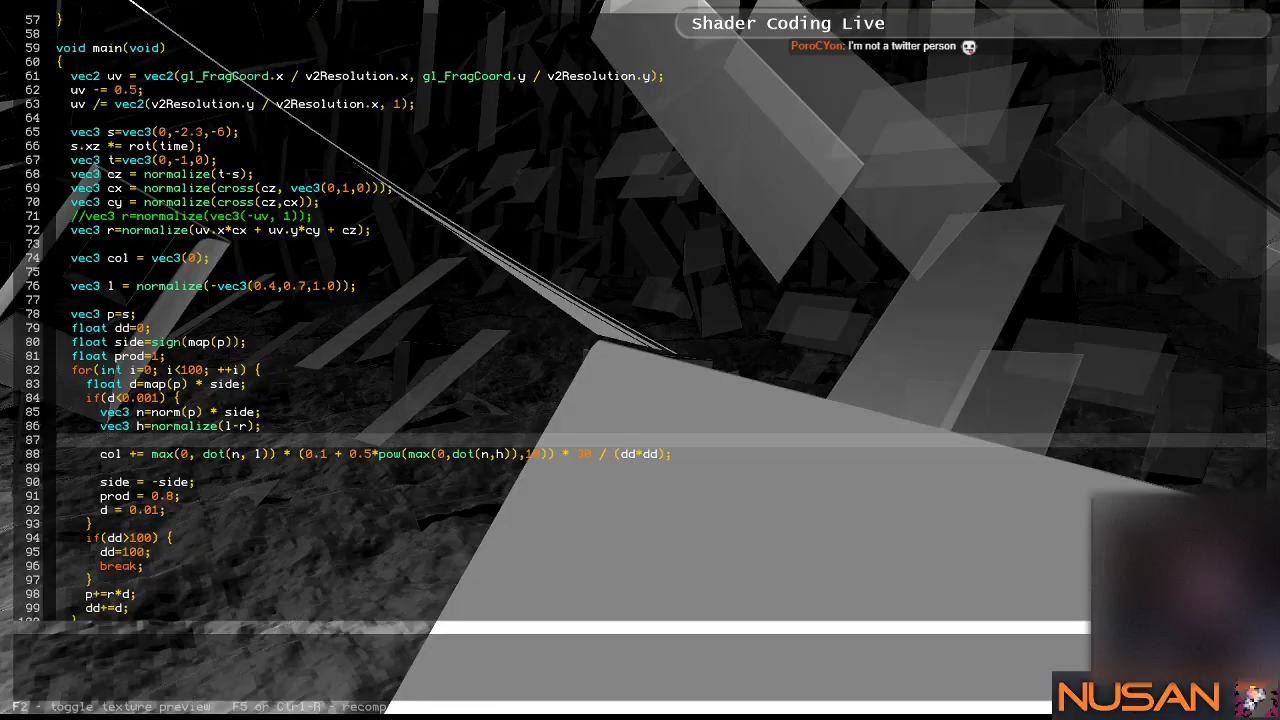 Shader Coding Live
PoroCYon: I'm not a twitter person
57 }
58
59 void main(void)
60 {
61 vec2 uv = vec2(gl_FragCoord.x / v2Resolution.x, gl_FragCoord.y / v2Resolution.y);
62 uv -= 0.5;
63 uv /= vec2(v2Resolution.y / v2Resolution.x, 1);
64
65 vec3 s=vec3(0,-2.3,-6);
66 s.xz *= rot(time);
67 vec3 t=vec3(0,-1,0);
68 vec3 cz = normalize(t-s);
69 vec3 cx = normalize(cross(cz, vec3(0,1,0)));
70 vec3 cy = normalize(cross(cz,cx));
71 //vec3 r=normalize(vec3(-uv, 1));
72 vec3 r=normalize(uv.x*cx + uv.y*cy + cz);
73
74 vec3 col = vec3(0);
75
76 vec3 l = normalize(-vec3(0.4,0.7,1.0));
77
78 vec3 p=s;
79 float dd=0;
80 float side=sign(map(p));
81 float prod=1;
82 for(int i=0; i<100; ++i) {
83 float d=map(p) * side;
84 if(d<0.001) {
85 vec3 n=norm(p) * side;
86 vec3 h=normalize(l-r);
87
88 col += max(0, dot(n, l)) * (0.1 + 0.5*pow(max(0,dot(n,h)),10)) * 30 / (dd*dd);
89
90 side = -side;
91 prod = 0.8;
92 d = 0.01;
93 }
94 if(dd>100) {
95 dd=100;
96 break;
97 }
98 p+=r*d;
99 dd+=d;
F2 - toggle texture preview F5 or Ctrl-R - recomp
NUSAN